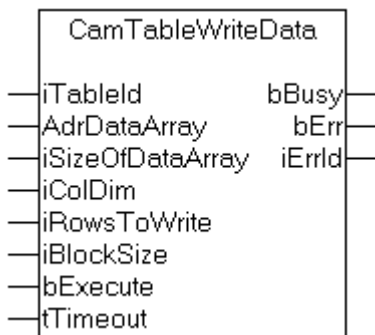 CamTableWriteData
iTableId bBusy
AdrDataArray bErr
iSizeOfDataArray iErrId
iColDim
iRowsToWrite
iBlockSize
bExecute
tTimeout